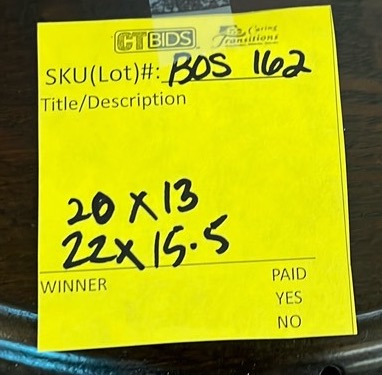 CTBIDS Caring Transitions
SKU(Lot)#: BOS 162
Title/Description
20 X 13
22 X 15.5
WINNER PAID
YES
NO